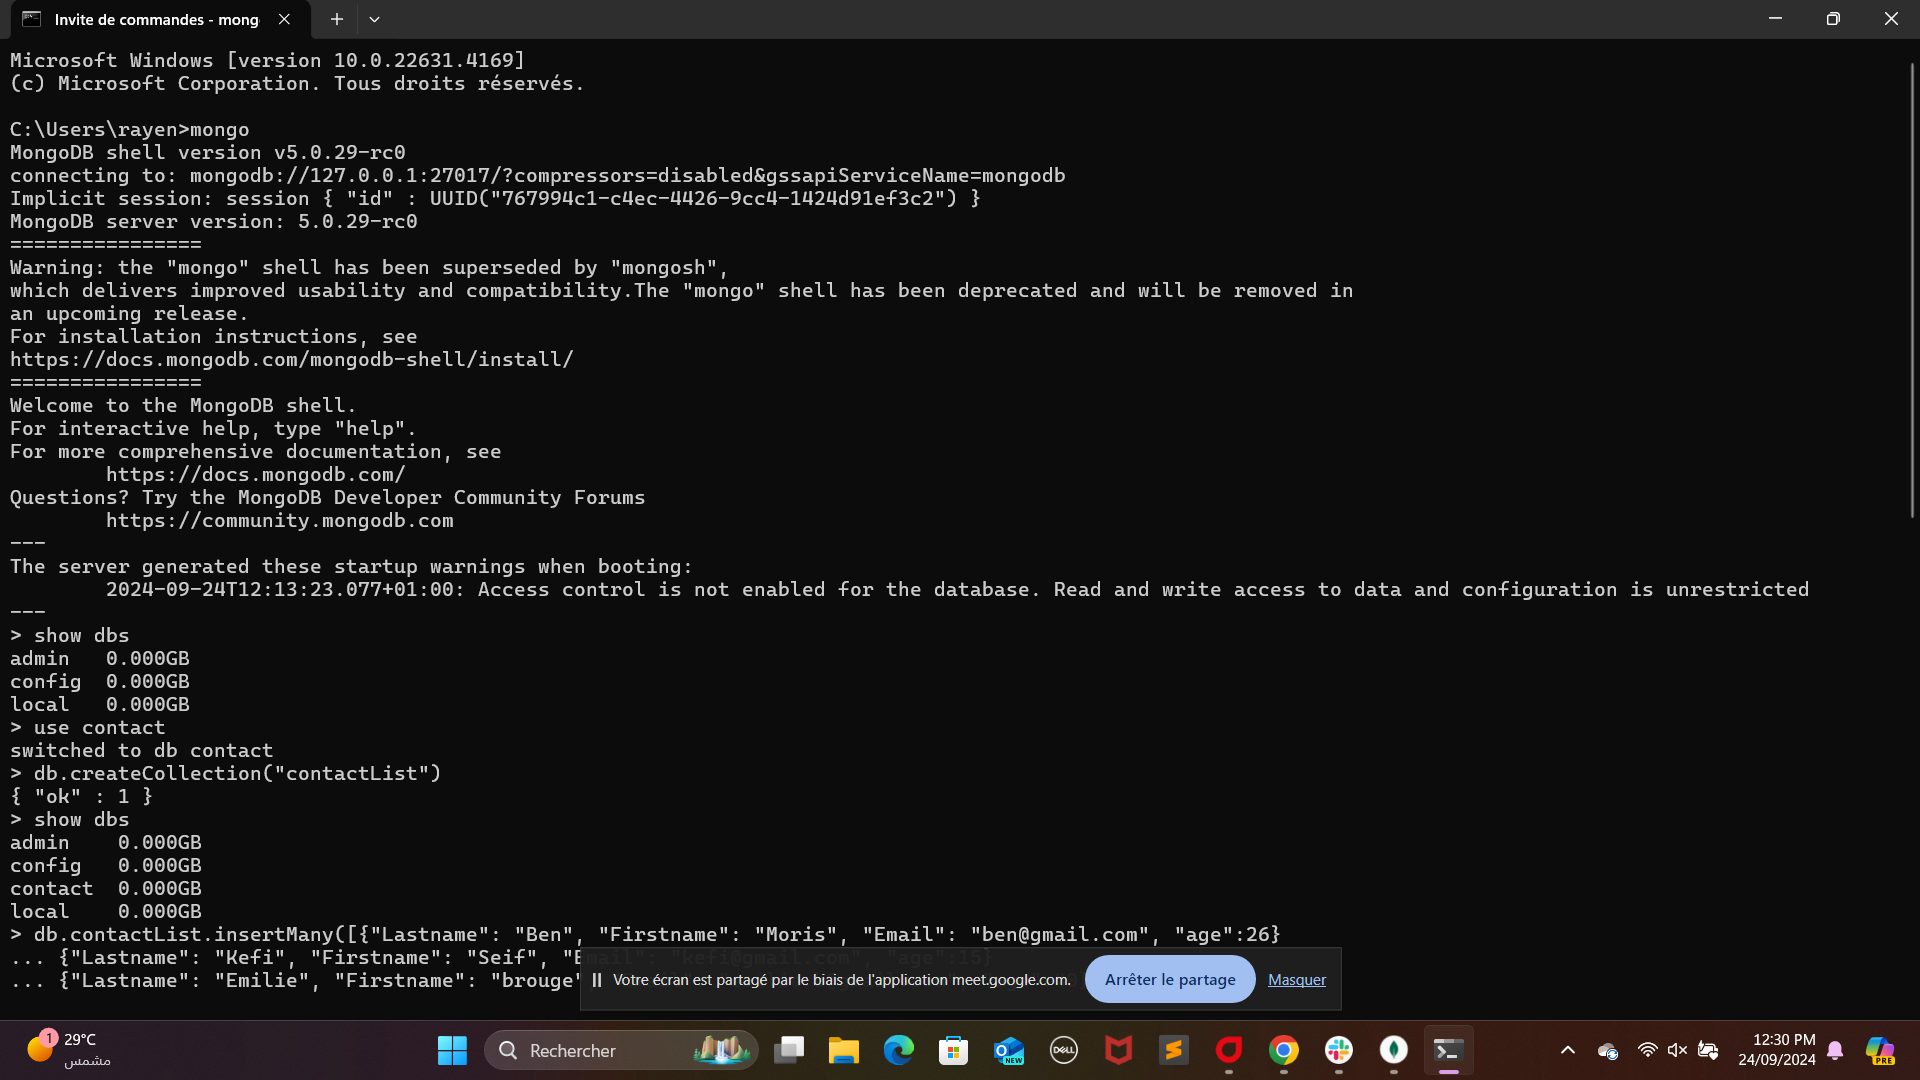 Invite de commandes - mong
Microsoft Windows [version 10.0.22631.4169]
(c) Microsoft Corporation. Tous droits réservés.
C:\Users\rayen>mongo
MongoDB shell version v5.0.29-rc0
connecting to: mongodb://127.0.0.1:27017/?compressors=disabled&gssapiServiceName=mongodb
Implicit session: session { "id" : UUID("767994c1-c4ec-4426-9cc4-1424d91ef3c2") }
MongoDB server version: 5.0.29-rc0
================
Warning: the "mongo" shell has been superseded by "mongosh",
which delivers improved usability and compatibility.The "mongo" shell has been deprecated and will be removed in
an upcoming release.
For installation instructions, see
https://docs.mongodb.com/mongodb-shell/install/
================
Welcome to the MongoDB shell.
For interactive help, type "help".
For more comprehensive documentation, see
https://docs.mongodb.com/
Questions? Try the MongoDB Developer Community Forums
https://community.mongodb.com
---
The server generated these startup warnings when booting:
2024-09-24T12:13:23.077+01:00: Access control is not enabled for the database. Read and write access to data and configuration is unrestricted
---
> show dbs
admin 0.000GB
config 0.000GB
local 0.000GB
> use contact
switched to db contact
> db.createCollection("contactList")
{ "ok" : 1 }
> show dbs
admin 0.000GB
config 0.000GB
contact 0.000GB
local 0.000GB
> db.contactList.insertMany([{"Lastname": "Ben", "Firstname": "Moris", "Email": "ben@gmail.com", "age":26}
... {"Lastname": "Kefi", "Firstname": "Seif", "Email": "kefi@gmail.com", "age":15}
... {"Lastname": "Emilie", "Firstname": "brouge"
Votre écran est partagé par le biais de l'application meet.google.com.
Arrêter le partage
Masquer
1
29°C
مشمس
Rechercher
NEW
DELL
PRE
12:30 PM
24/09/2024